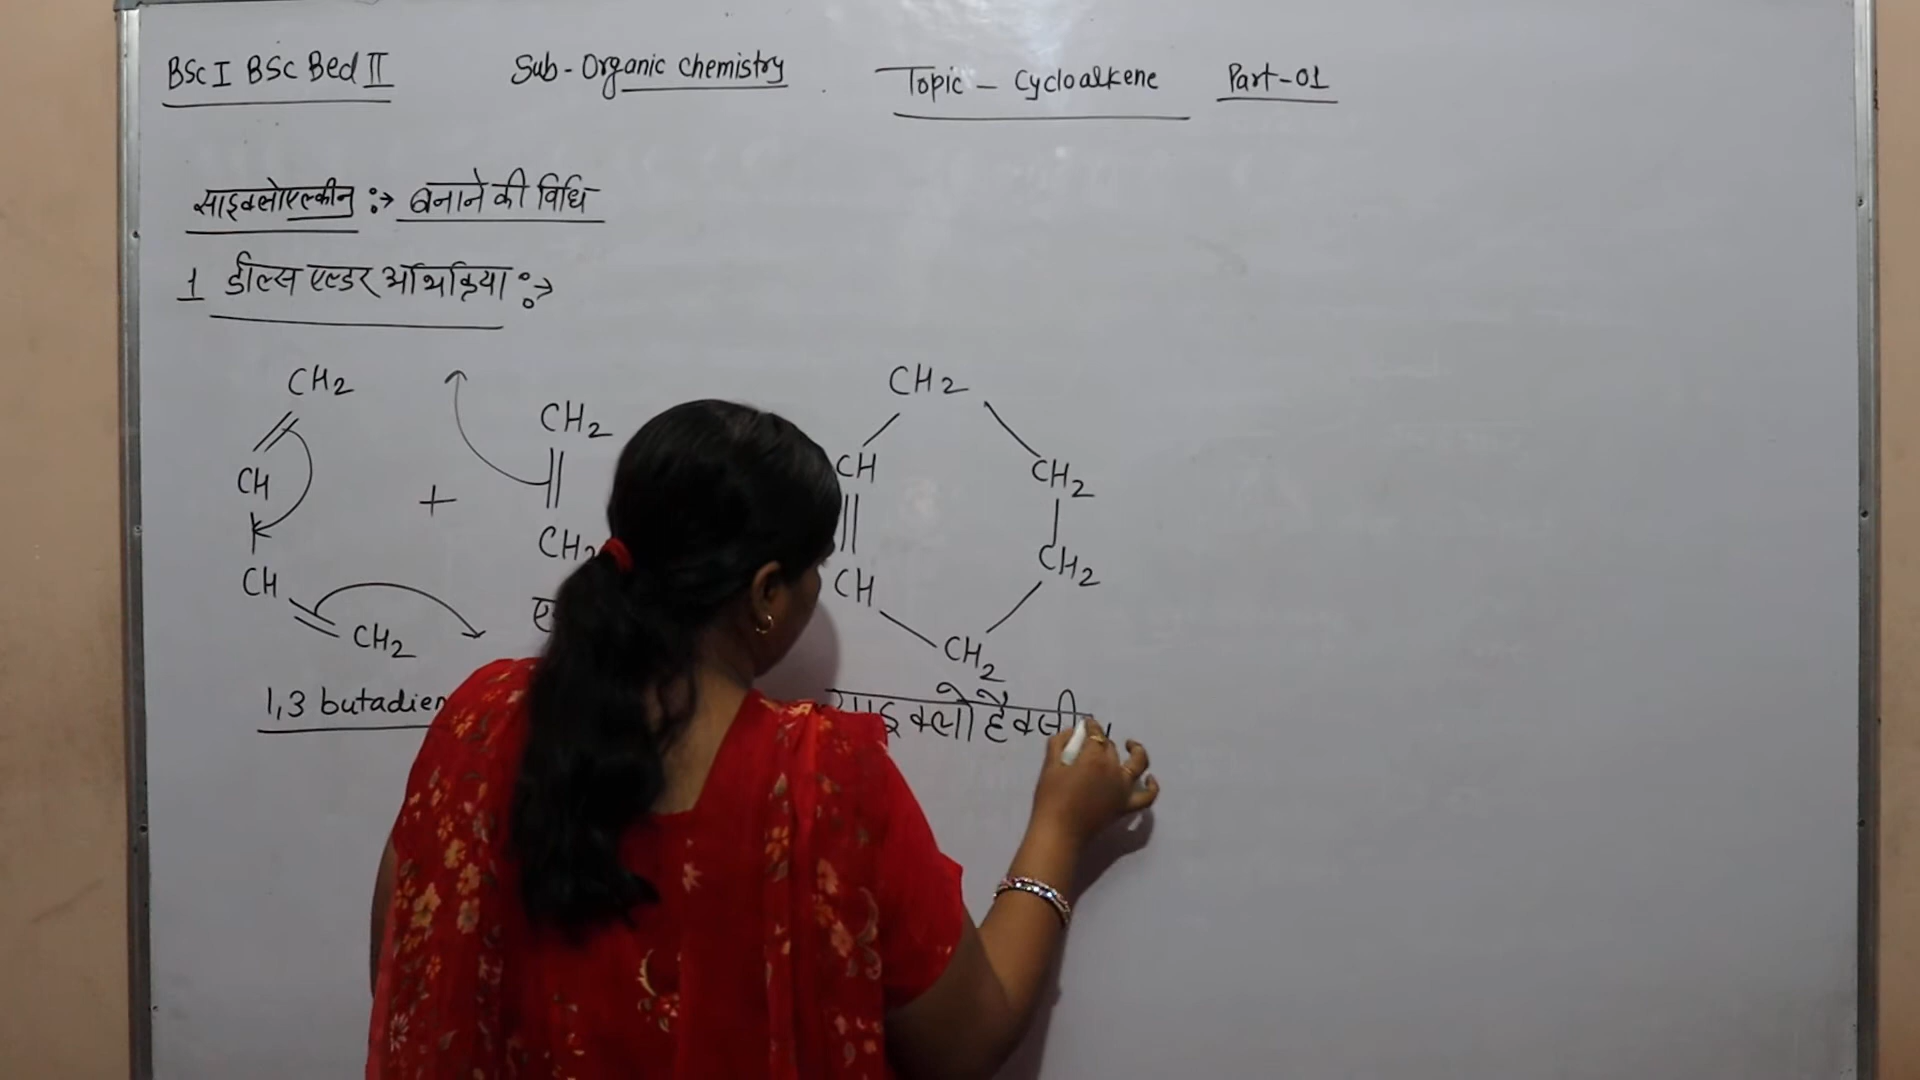 BSc I BSc Bed II Sub-Organic chemistry Topic - Cycloalkene Part-01
साइक्लोएल्कीन :→ बनाने की विधि
1 डील्स एल्डर अभिक्रिया :→
CH2
CH
CH
CH2
+
CH2
CH2
CH2
CH
CH
CH2
CH2
CH2
1,3 butadien
साइक्लोहैक्सीन